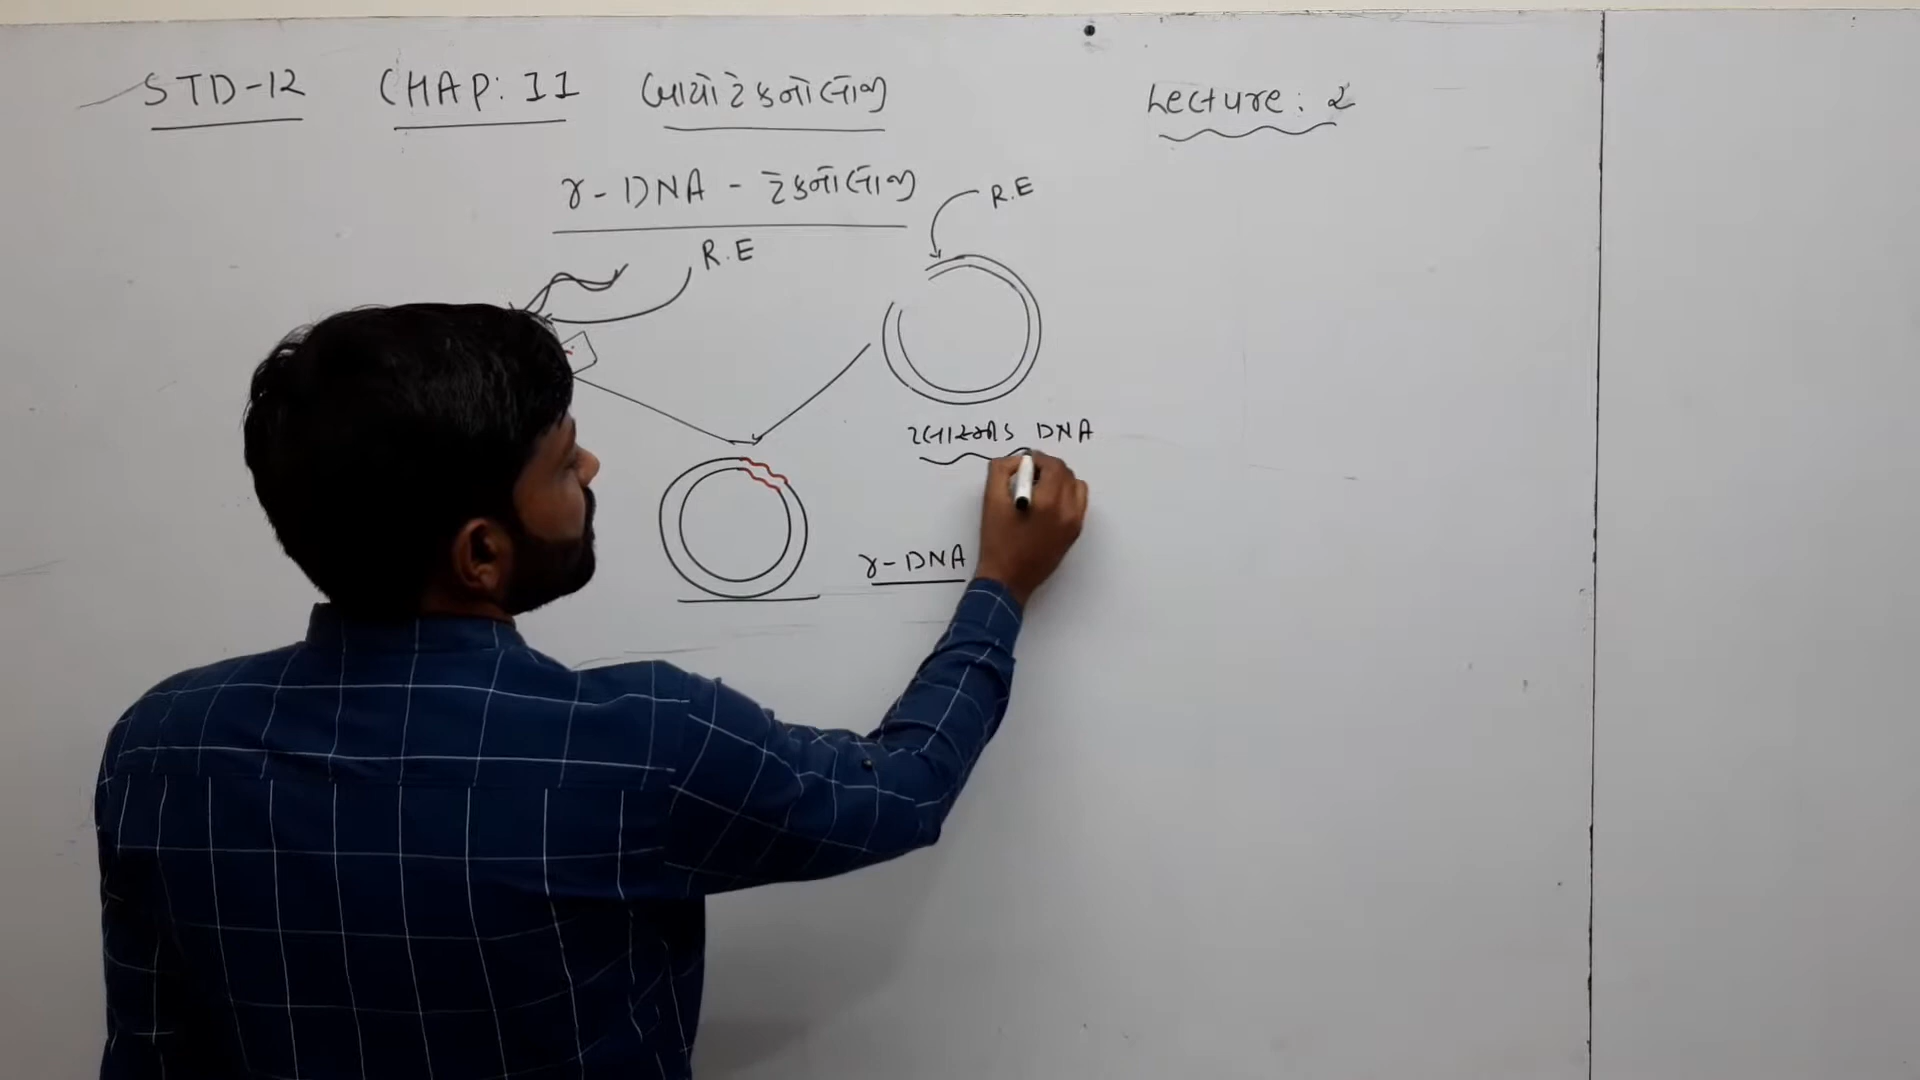 STD-12 CHAP: 11 બાયોટેકનોલોજી Lecture: 2
r-DNA - ટેકનોલોજી
R.E
R.E
DNA
r-DNA